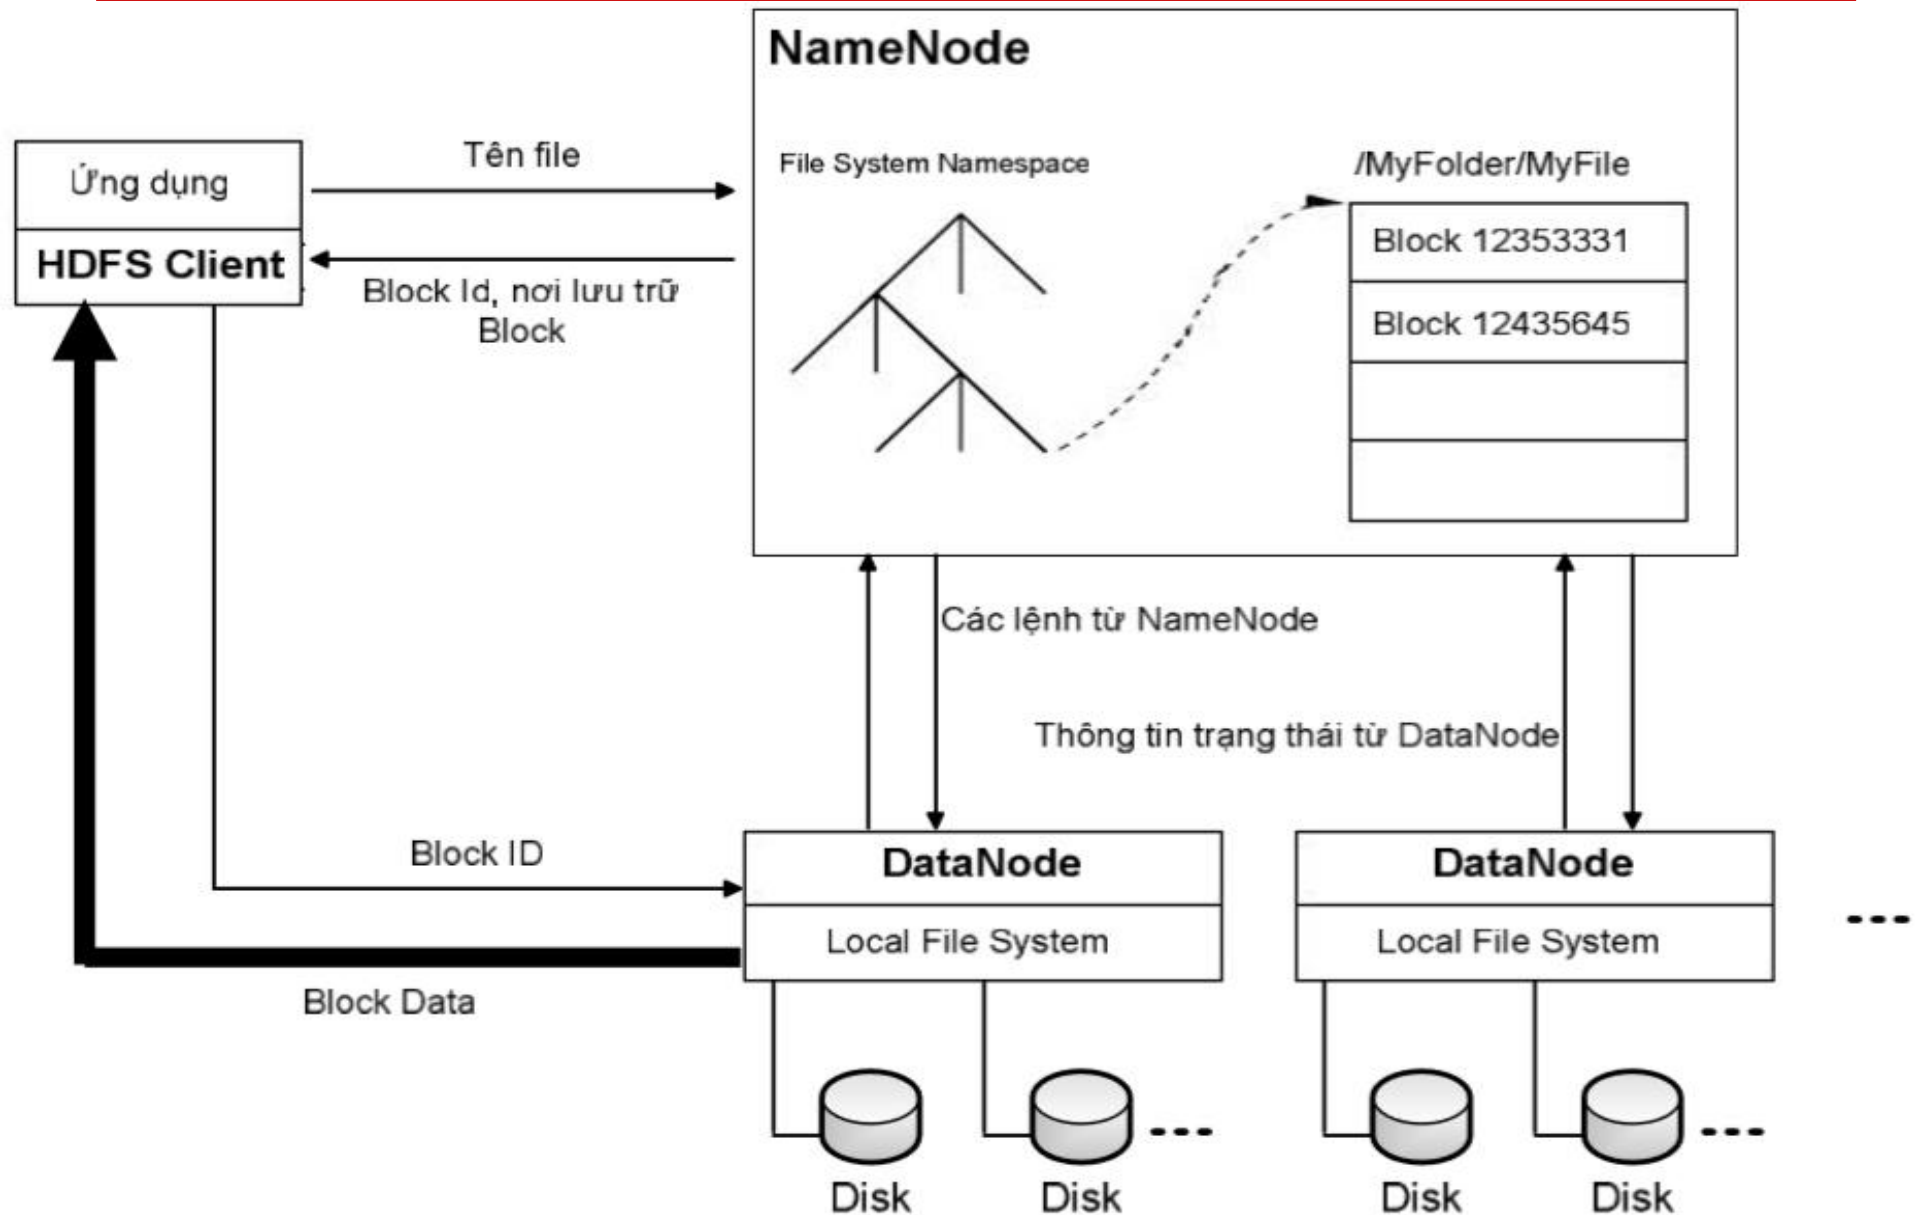 NameNode
Tên file
File System Namespace
/MyFolder/MyFile
Ứng dụng
HDFS Client
Block Id, nơi lưu trữ
Block
Block 12353331
Block 12435645
Các lệnh từ NameNode
Thông tin trạng thái từ DataNode
Block ID
DataNode
DataNode
Local File System
Local File System
Block Data
Disk
Disk
Disk
Disk